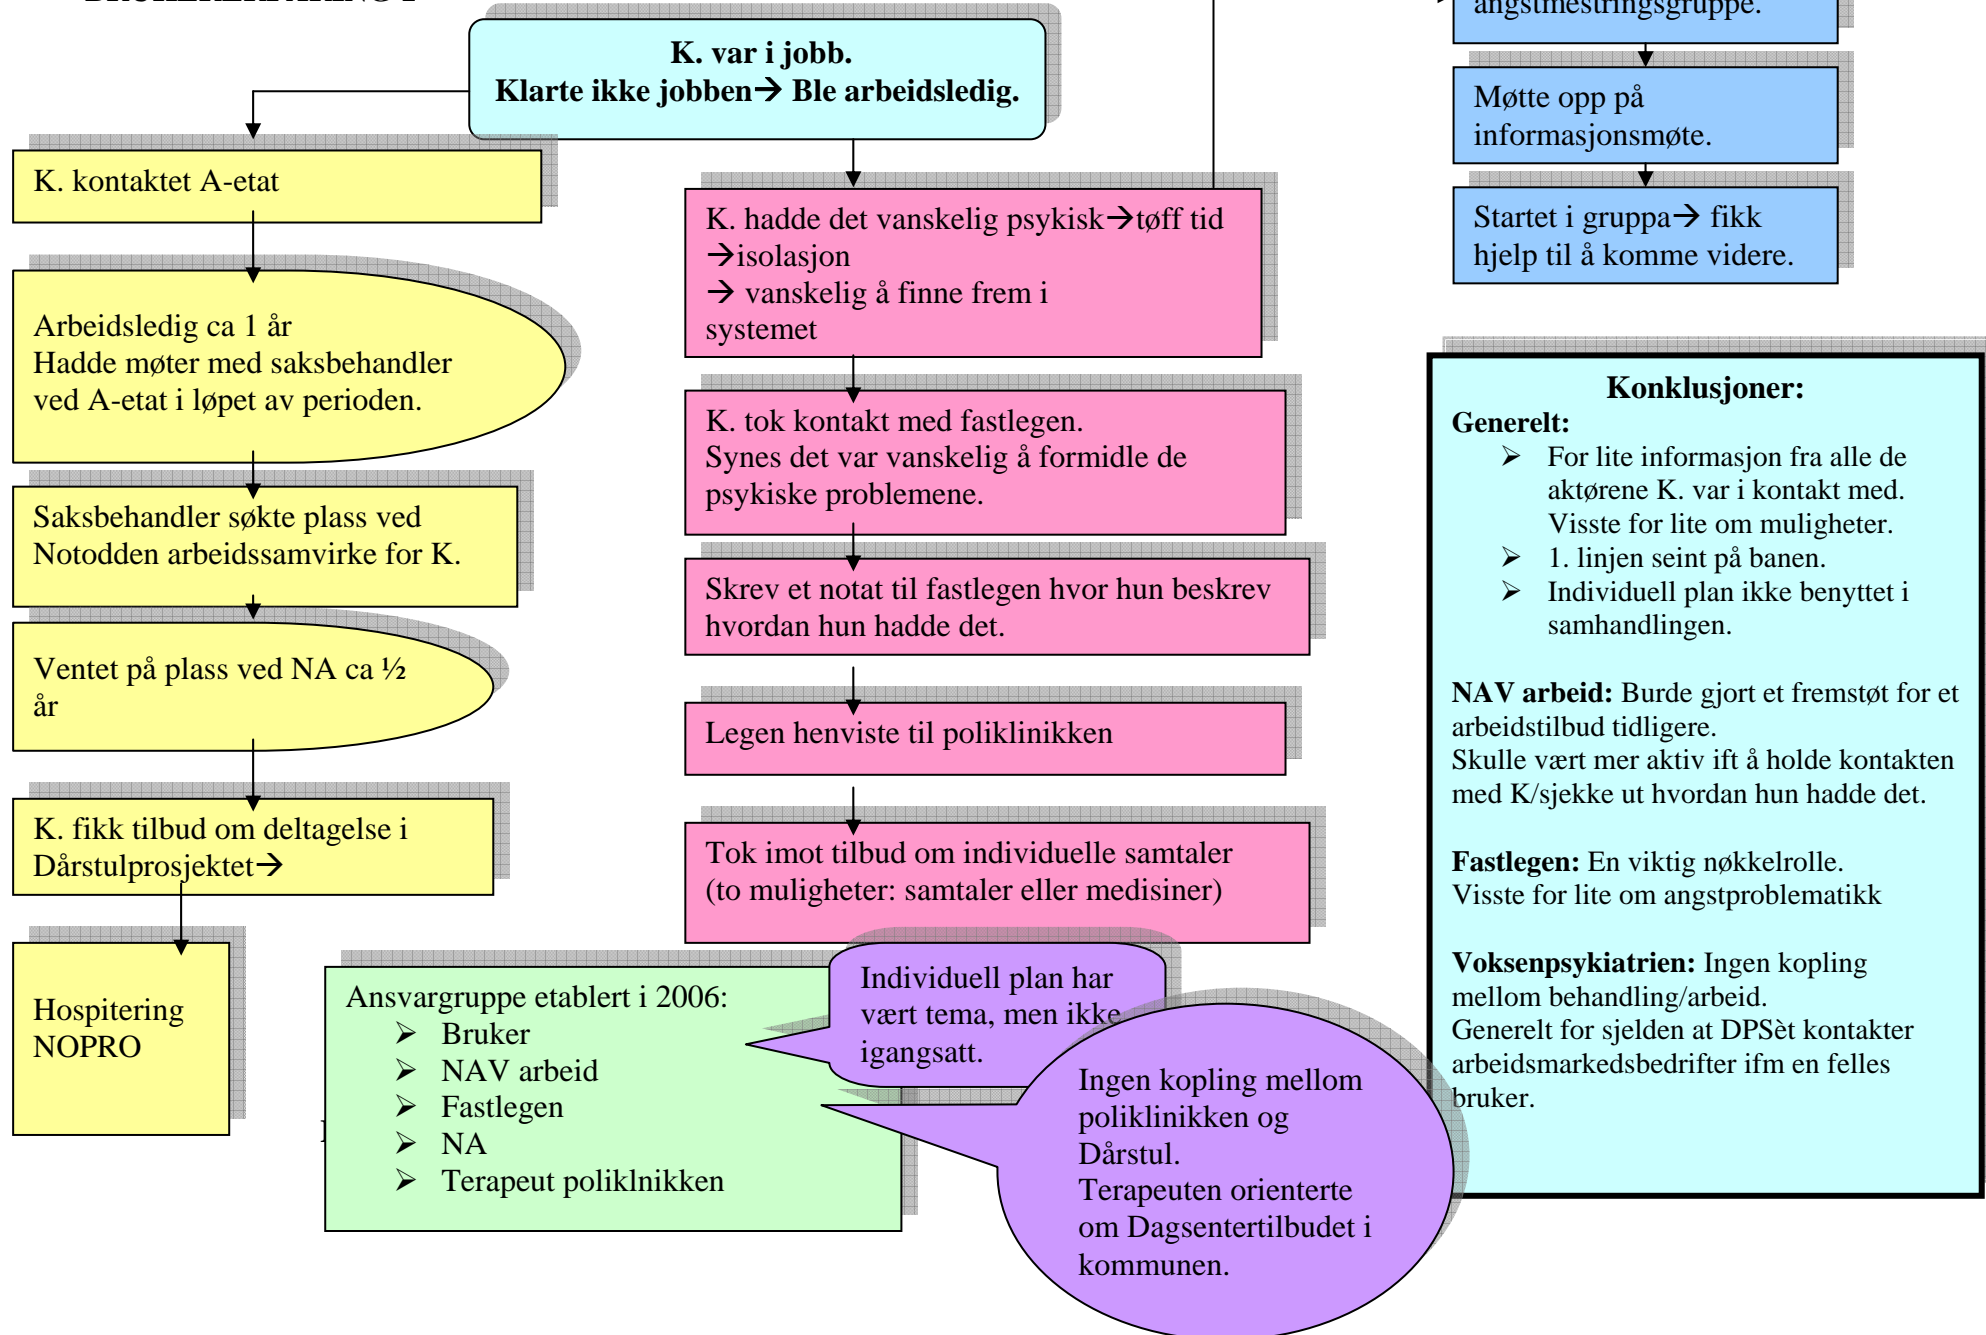 angstmestringsgruppe.
K. var i jobb.
Klarte ikke jobben→ Ble arbeidsledig.
Møtte opp på
informasjonsmøte.
Startet i gruppa→ fikk
hjelp til å komme videre.
K. kontaktet A-etat
Arbeidsledig ca 1 år
Hadde møter med saksbehandler
ved A-etat i løpet av perioden.
Saksbehandler søkte plass ved
Notodden arbeidssamvirke for K.
Ventet på plass ved NA ca ½
år
K. fikk tilbud om deltagelse i
Dårstulprosjektet→
Hospitering
NOPRO
K. hadde det vanskelig psykisk→tøff tid
→isolasjon
→ vanskelig å finne frem i
systemet
K. tok kontakt med fastlegen.
Synes det var vanskelig å formidle de
psykiske problemene.
Skrev et notat til fastlegen hvor hun beskrev
hvordan hun hadde det.
Legen henviste til poliklinikken
Tok imot tilbud om individuelle samtaler
(to muligheter: samtaler eller medisiner)
Ansvargruppe etablert i 2006:
➢ Bruker
➢ NAV arbeid
➢ Fastlegen
➢ NA
➢ Terapeut poliklnikken
Individuell plan har
vært tema, men ikke
igangsatt.
Ingen kopling mellom
poliklinikken og
Dårstul.
Terapeuten orienterte
om Dagsentertilbudet i
kommunen.
Konklusjoner:
Generelt:
➢ For lite informasjon fra alle de
aktørene K. var i kontakt med.
Visste for lite om muligheter.
➢ 1. linjen seint på banen.
➢ Individuell plan ikke benyttet i
samhandlingen.
NAV arbeid: Burde gjort et fremstøt for et
arbeidstilbud tidligere.
Skulle vært mer aktiv ift å holde kontakten
med K/sjekke ut hvordan hun hadde det.
Fastlegen: En viktig nøkkelrolle.
Visste for lite om angstproblematikk
Voksenpsykiatrien: Ingen kopling
mellom behandling/arbeid.
Generelt for sjelden at DPSèt kontakter
arbeidsmarkedsbedrifter ifm en felles
bruker.